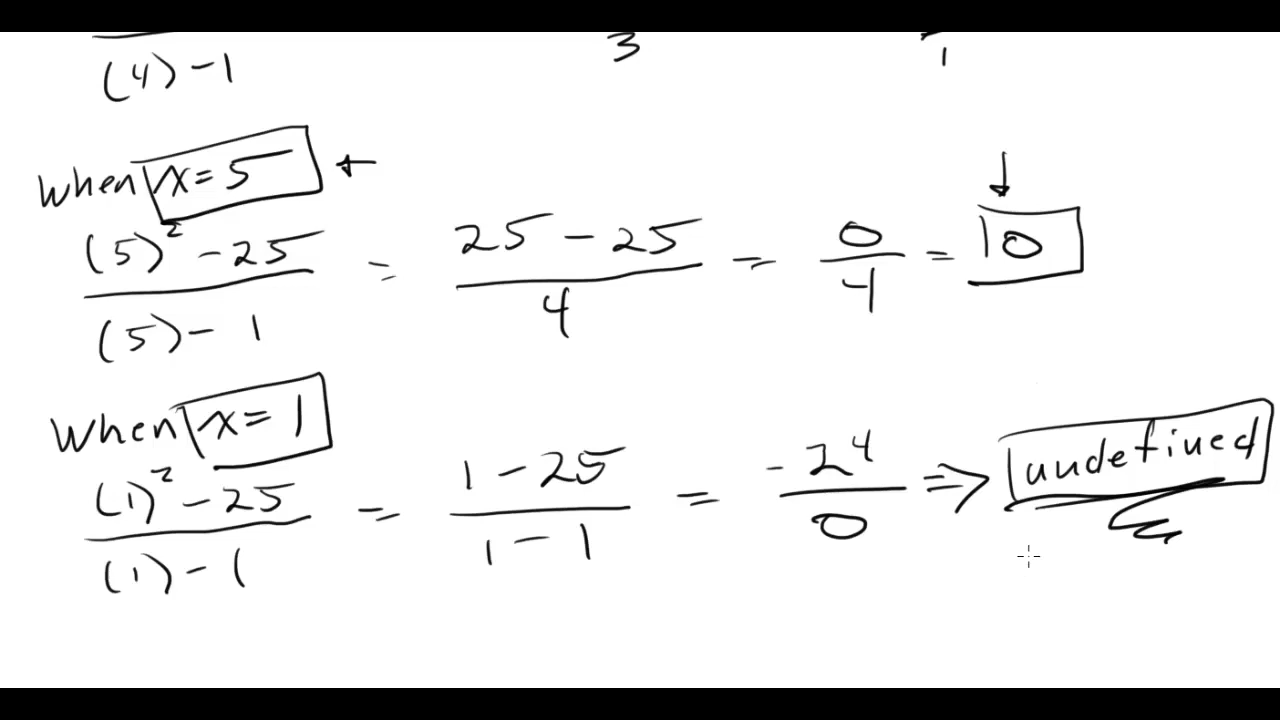 (4) - 1 3 1
When x = 5 ←
(5)² - 25 / (5) - 1 = 25 - 25 / 4 = 0 / 4 = 0
When x = 1
(1)² - 25 / (1) - 1 = 1 - 25 / 1 - 1 = -24 / 0 ⇒ undefined